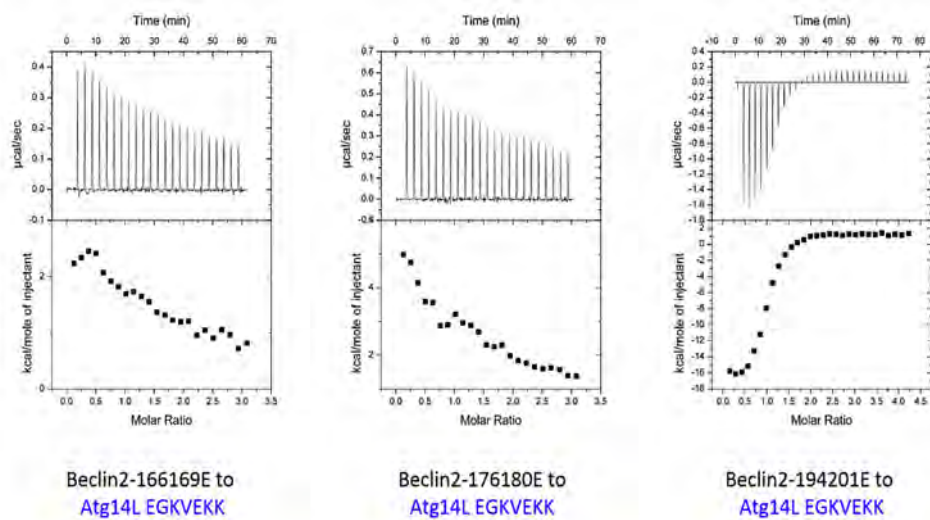 Time (min)
0 10 20 30 40 50 60 70
0.4
0.3
0.2
0.1
0.0
-0.1
µcal/sec
2
0
kcal/mole of injectant
0.0 0.5 1.0 1.5 2.0 2.5 3.0 3.5
Molar Ratio
Beclin2-166169E to
Atg14L EGKVEKK
Time (min)
0 10 20 30 40 50 60 70
0.7
0.6
0.5
0.4
0.3
0.2
0.1
0.0
µcal/sec
4
2
kcal/mole of injectant
0.0 0.5 1.0 1.5 2.0 2.5 3.0 3.5
Molar Ratio
Beclin2-176180E to
Atg14L EGKVEKK
Time (min)
-10 0 10 20 30 40 50 60 70 80
0.4
0.2
0.0
-0.2
-0.4
-0.6
-0.8
-1.0
-1.2
-1.4
-1.6
-1.8
µcal/sec
2
0
-2
-4
-6
-8
-10
-12
-14
-16
-18
kcal/mole of injectant
0.0 0.5 1.0 1.5 2.0 2.5 3.0 3.5 4.0 4.5
Molar Ratio
Beclin2-194201E to
Atg14L EGKVEKK